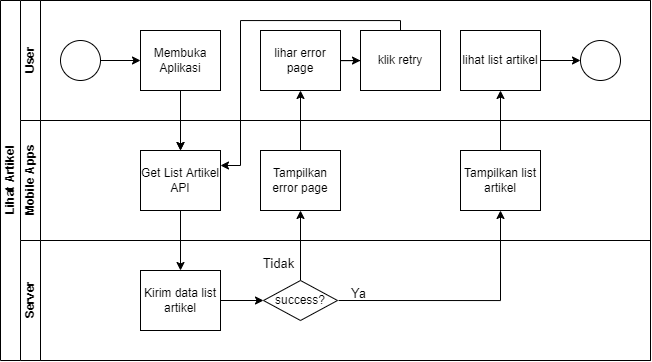 Lihat Artikel
User
Membuka
Aplikasi
lihar error
page
klik retry
lihat list artikel
Mobile Apps
Get List Artikel
API
Tampilkan
error page
Tampilkan list
artikel
Server
Kirim data list
artikel
Tidak
success?
Ya